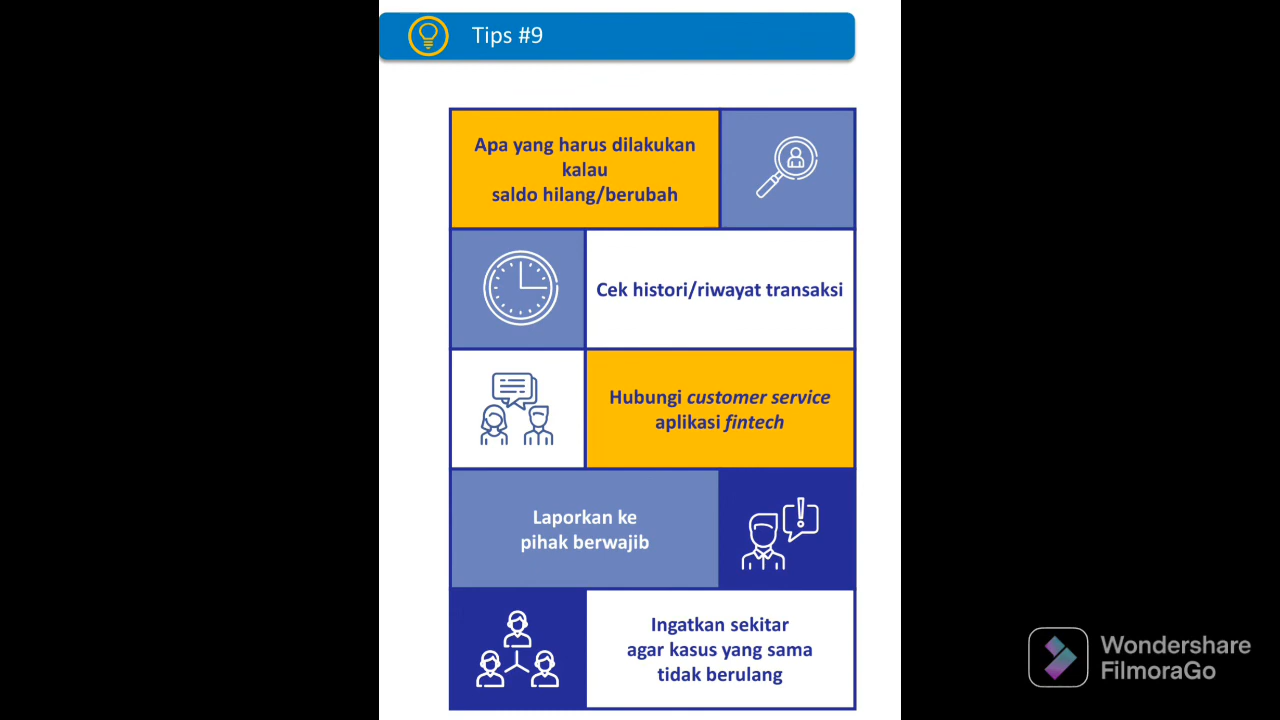 Tips #9
Apa yang harus dilakukan
kalau
saldo hilang/berubah
Cek histori/riwayat transaksi
Hubungi customer service
aplikasi fintech
Laporkan ke
pihak berwajib
Ingatkan sekitar
agar kasus yang sama
tidak berulang
Wondershare
FilmoraGo